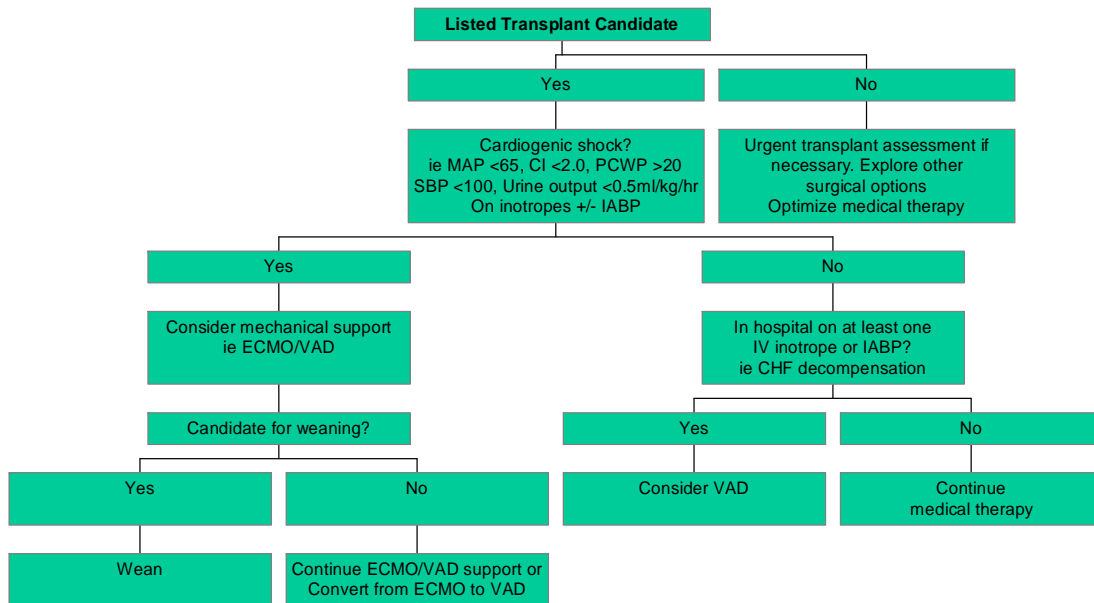 Listed Transplant Candidate
Yes
No
Cardiogenic shock?
ie MAP <65, CI <2.0, PCWP >20
SBP <100, Urine output <0.5ml/kg/hr
On inotropes +/- IABP
Urgent transplant assessment if
necessary. Explore other
surgical options
Optimize medical therapy
Yes
No
Consider mechanical support
ie ECMO/VAD
In hospital on at least one
IV inotrope or IABP?
ie CHF decompensation
Candidate for weaning?
Yes
No
Yes
No
Consider VAD
Continue
medical therapy
Wean
Continue ECMO/VAD support or
Convert from ECMO to VAD